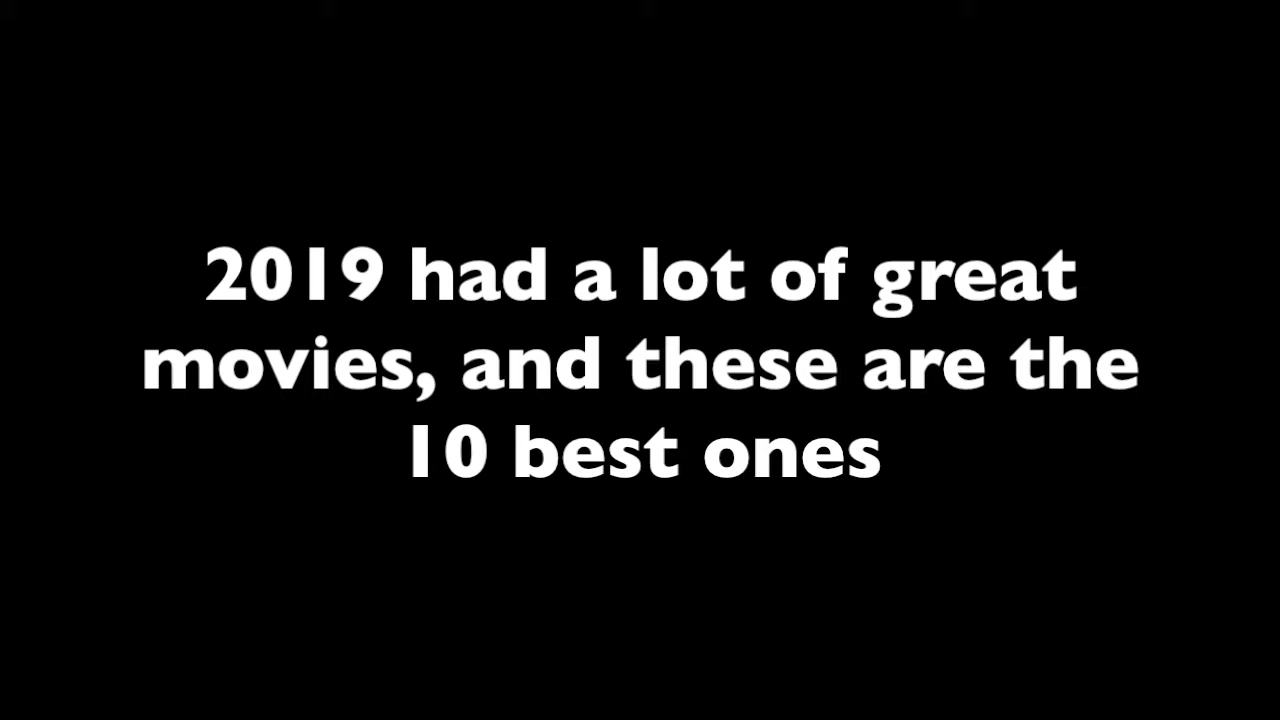 2019 had a lot of great
movies, and these are the
10 best ones